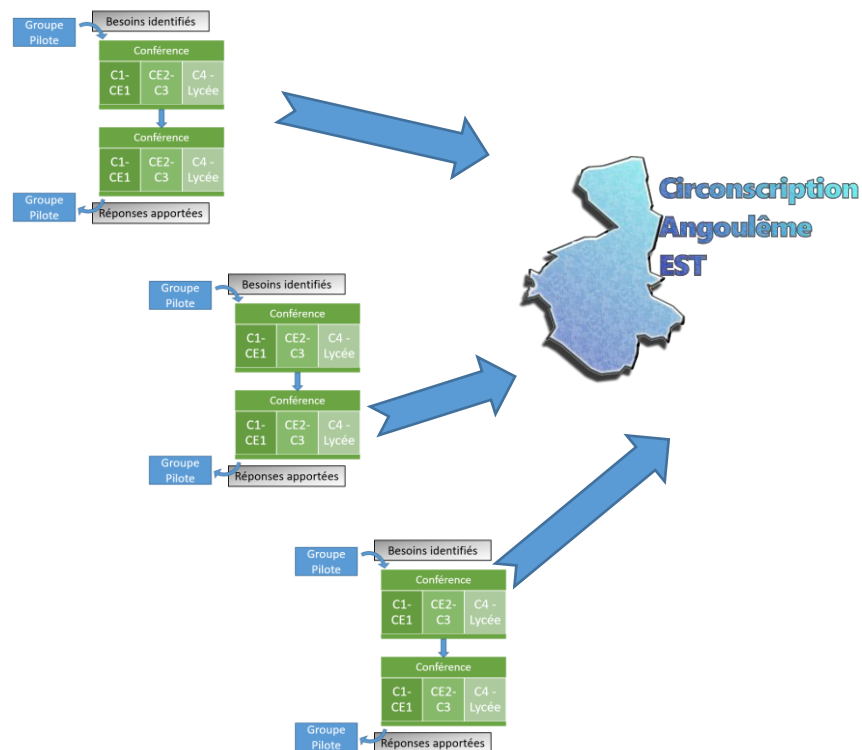 Groupe
Pilote
Besoins identifiés
Conférence
C1-
CE1
CE2-
C3
C4 -
Lycée
Conférence
C1-
CE1
CE2-
C3
C4 -
Lycée
Groupe
Pilote
Réponses apportées
Circonscription
Angoulême
EST
Groupe
Pilote
Besoins identifiés
Conférence
C1-
CE1
CE2-
C3
C4 -
Lycée
Conférence
C1-
CE1
CE2-
C3
C4 -
Lycée
Groupe
Pilote
Réponses apportées
Groupe
Pilote
Besoins identifiés
Conférence
C1-
CE1
CE2-
C3
C4 -
Lycée
Conférence
C1-
CE1
CE2-
C3
C4 -
Lycée
Groupe
Pilote
Réponses apportées